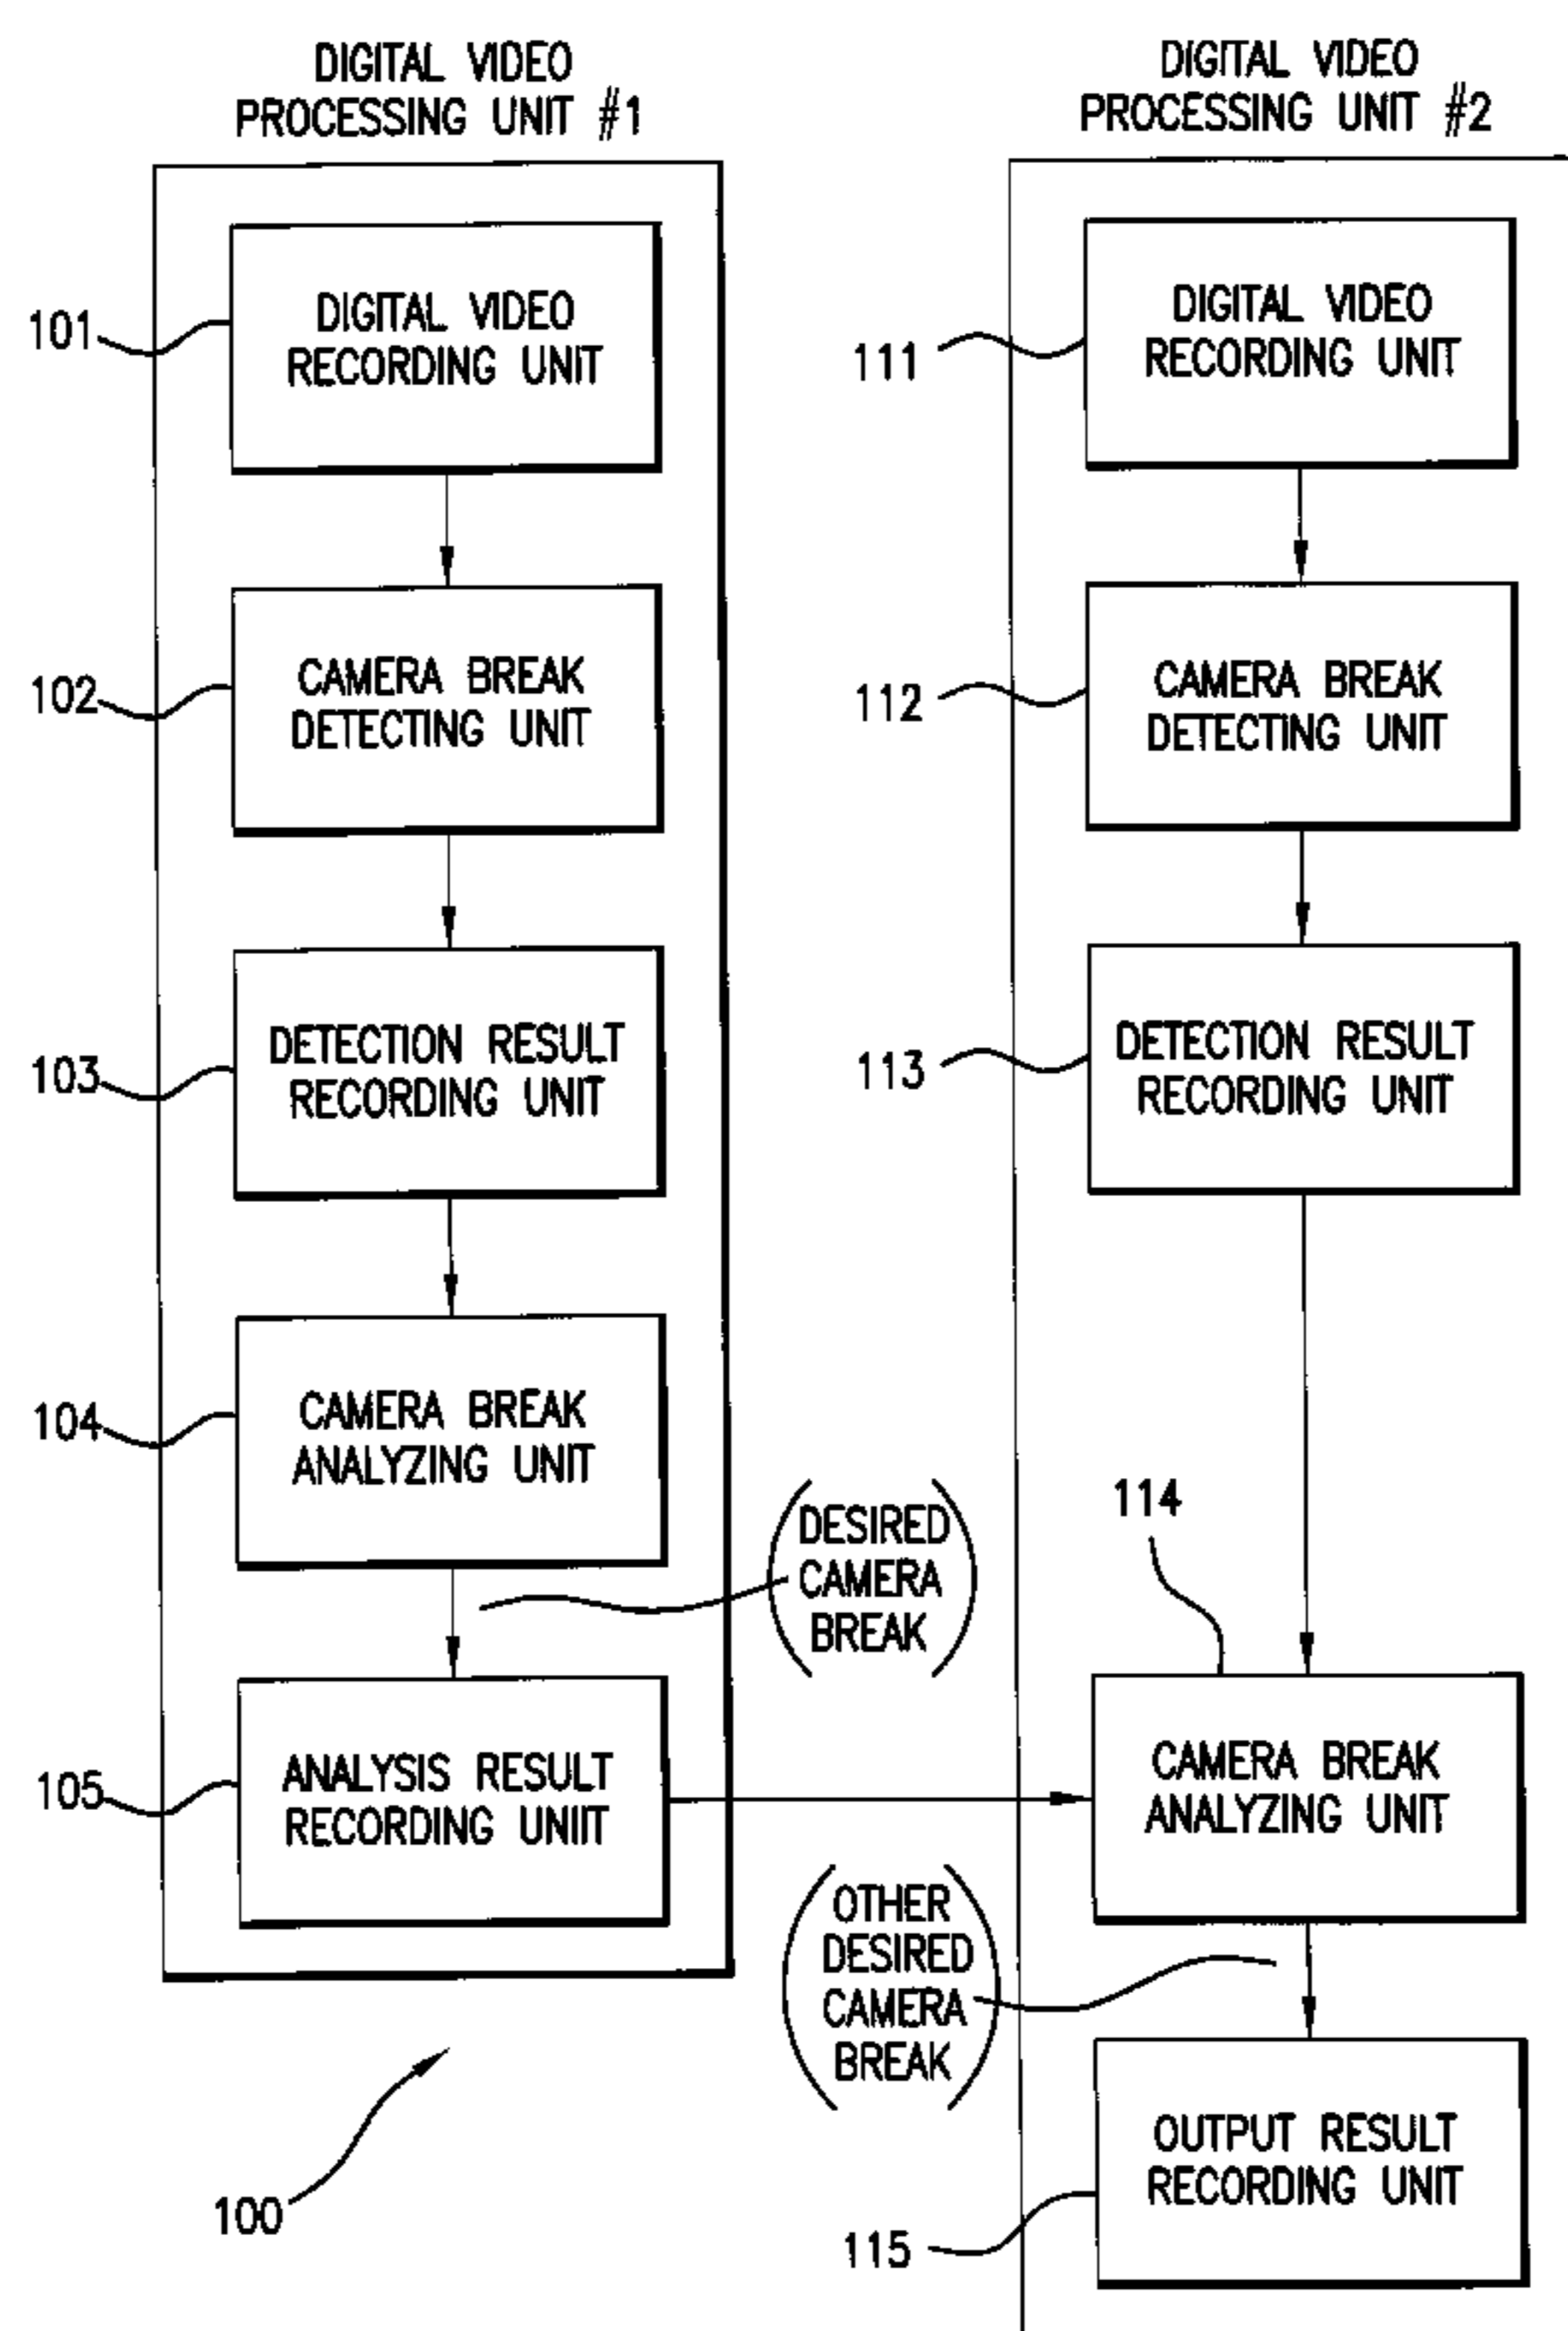 DIGITAL VIDEO
PROCESSING UNIT #1
101
DIGITAL VIDEO
RECORDING UNIT
102
CAMERA BREAK
DETECTING UNIT
103
DETECTION RESULT
RECORDING UNIT
104
CAMERA BREAK
ANALYZING UNIT
(DESIRED
CAMERA
BREAK)
105
ANALYSIS RESULT
RECORDING UNIIT
100
DIGITAL VIDEO
PROCESSING UNIT #2
111
DIGITAL VIDEO
RECORDING UNIT
112
CAMERA BREAK
DETECTING UNIT
113
DETECTION RESULT
RECORDING UNIT
114
CAMERA BREAK
ANALYZING UNIT
(OTHER
DESIRED
CAMERA
BREAK)
115
OUTPUT RESULT
RECORDING UNIT